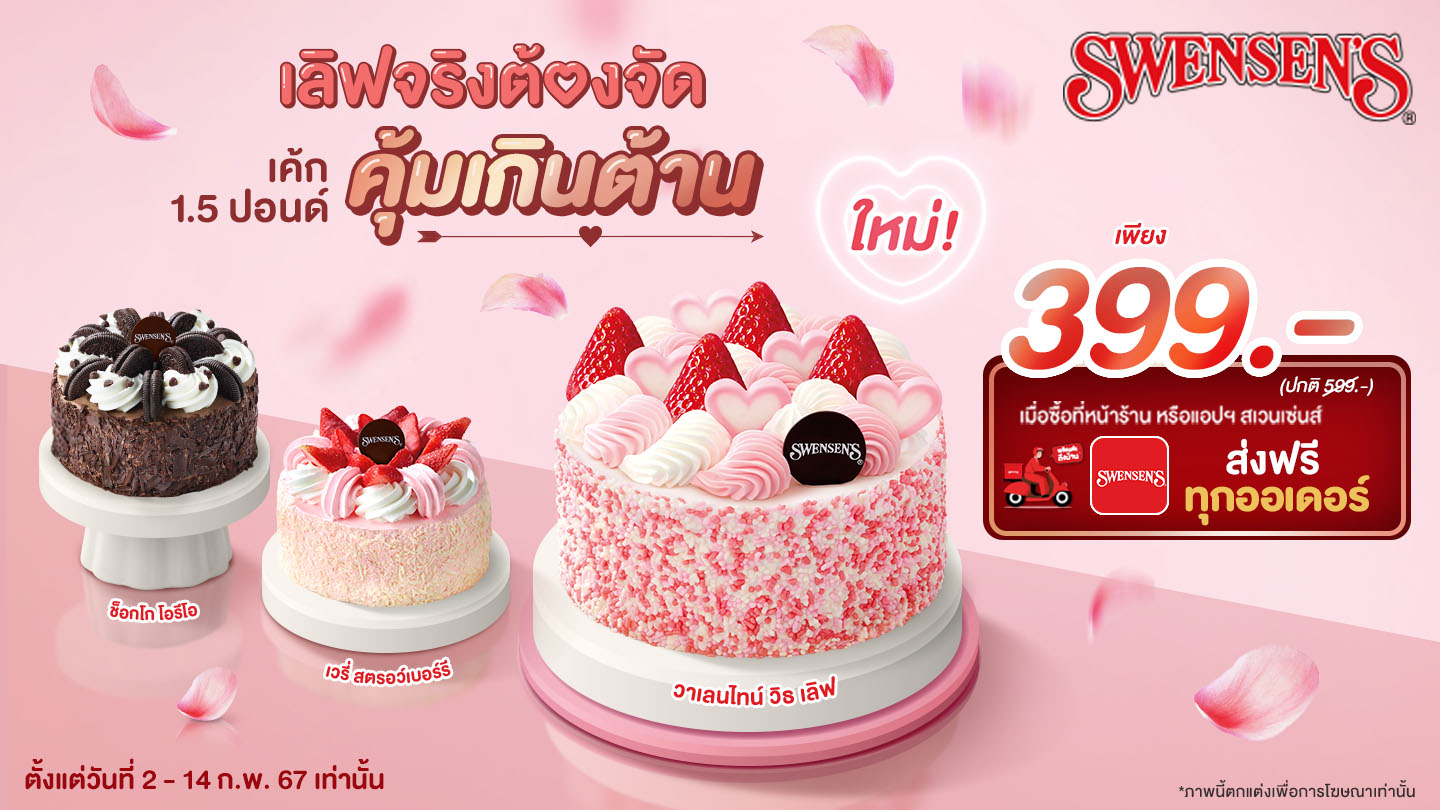 SWENSEN'S®
เลิฟจริงต้องจัด
เค้ก
1.5 ปอนด์
คุ้มเกินต้าน
ใหม่!
เพียง
399.-
(ปกติ 599.-)
เมื่อซื้อที่หน้าร้าน หรือแอปฯ สเวนเซ่นส์
SWENSEN'S
ส่งฟรี
ทุกออเดอร์
SWENSEN'S
SWENSEN'S
SWENSEN'S
ช็อกโก โอรีโอ
เวรี่ สตรอว์เบอร์รี
วาเลนไทน์ วิธ เลิฟ
ตั้งแต่วันที่ 2 - 14 ก.พ. 67 เท่านั้น
*ภาพนี้ตกแต่งเพื่อการโฆษณาเท่านั้น